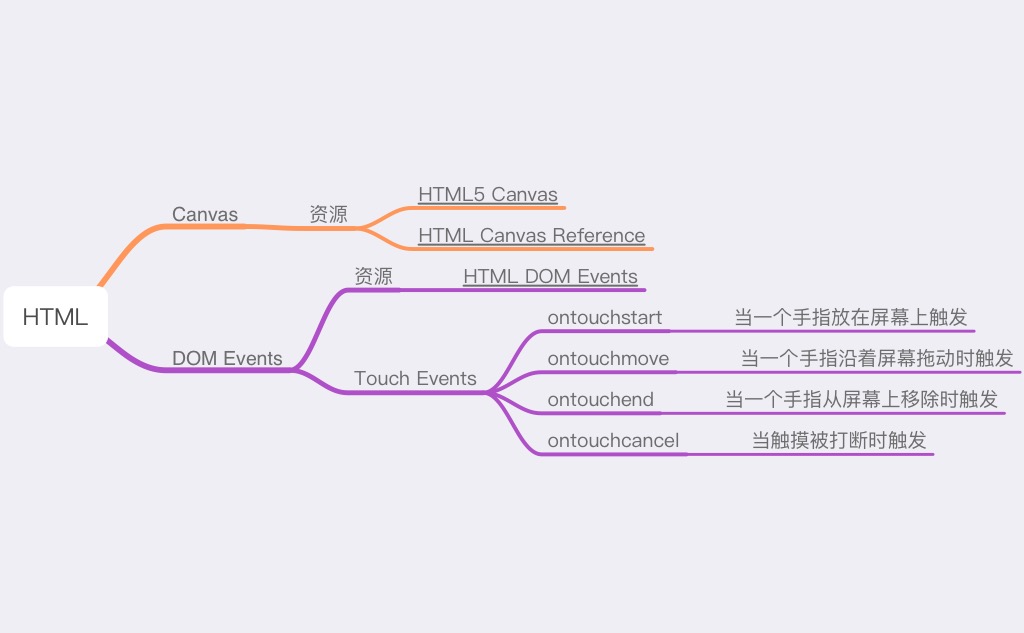 HTML
Canvas
资源
HTML5 Canvas
HTML Canvas Reference
DOM Events
资源
HTML DOM Events
Touch Events
ontouchstart
当一个手指放在屏幕上触发
ontouchmove
当一个手指沿着屏幕拖动时触发
ontouchend
当一个手指从屏幕上移除时触发
ontouchcancel
当触摸被打断时触发